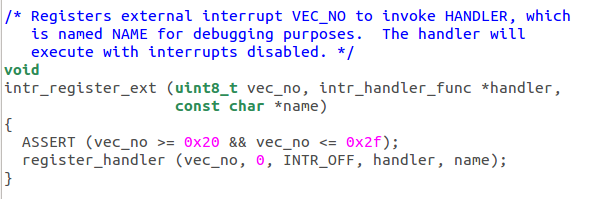 /* Registers external interrupt VEC_NO to invoke HANDLER, which
   is named NAME for debugging purposes.  The handler will
   execute with interrupts disabled. */
void
intr_register_ext (uint8_t vec_no, intr_handler_func *handler,
                   const char *name)
{
  ASSERT (vec_no >= 0x20 && vec_no <= 0x2f);
  register_handler (vec_no, 0, INTR_OFF, handler, name);
}